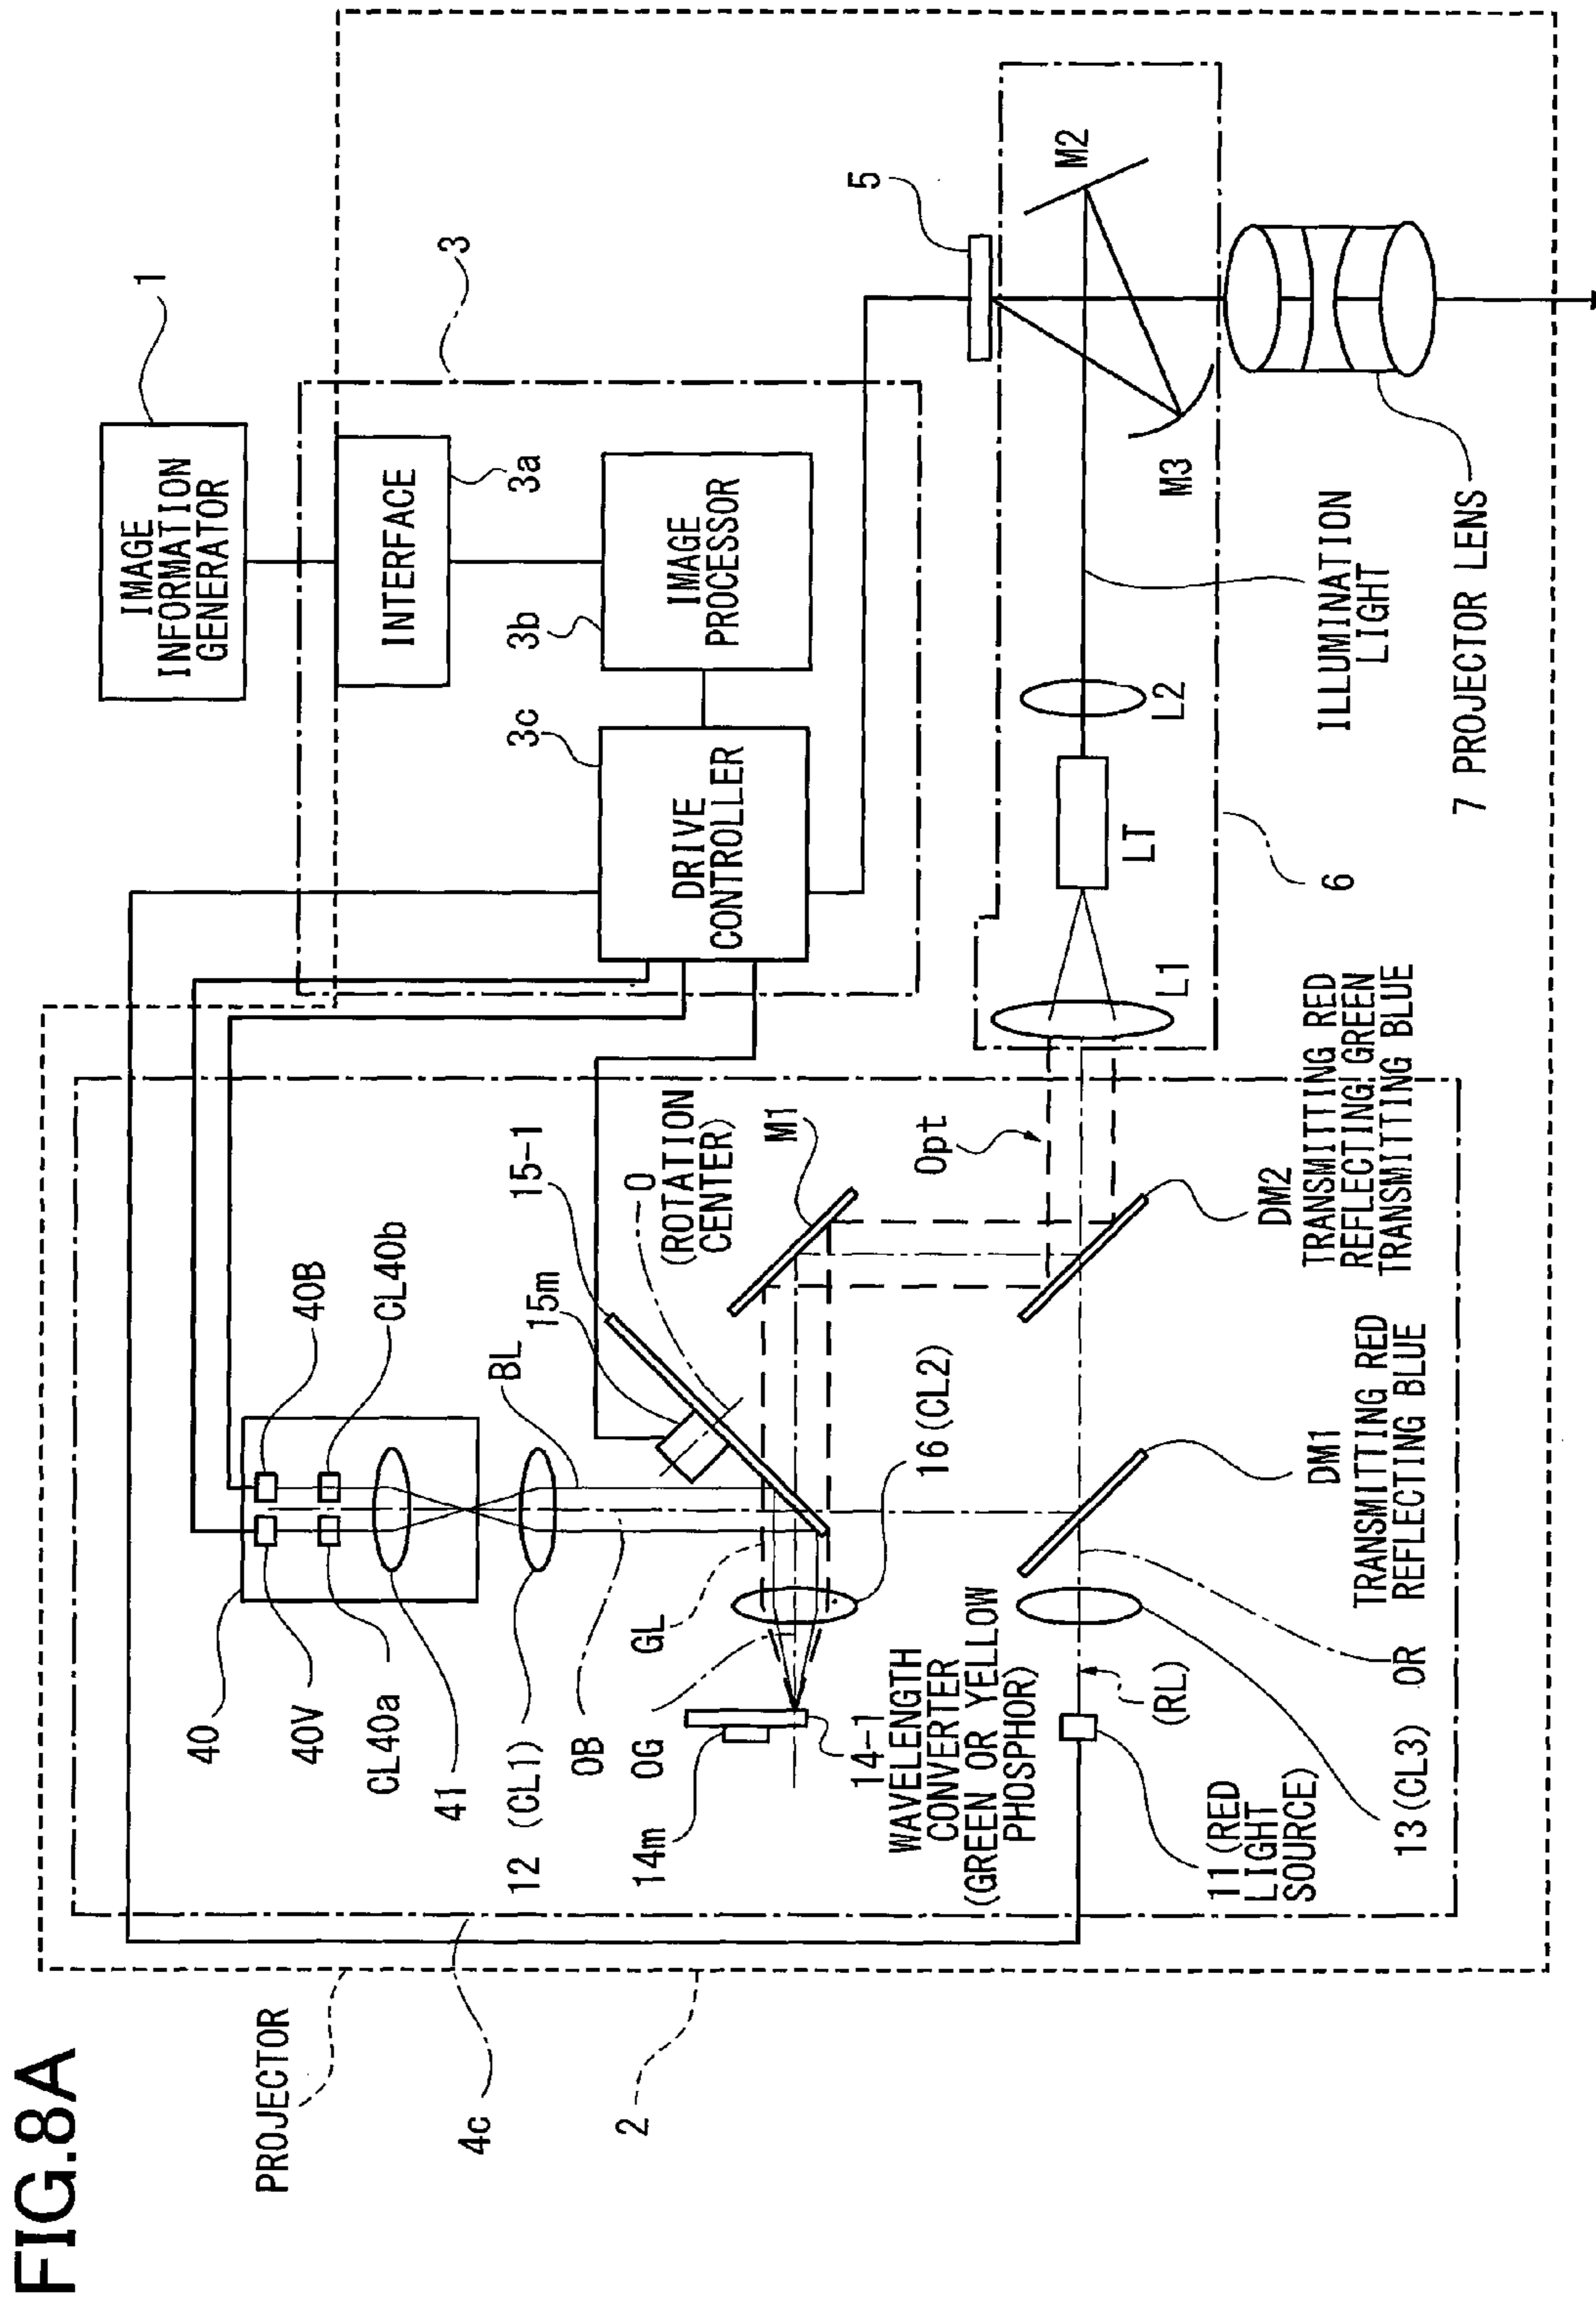 FIG.8A
PROJECTOR
4c
2
1
IMAGE
INFORMATION
GENERATOR
3
INTERFACE
3a
IMAGE
PROCESSOR
3b
DRIVE
CONTROLLER
3c
5
M2
M3
ILLUMINATION
LIGHT
L2
LT
L1
6
7 PROJECTOR LENS
40
40V
CL40a
41
12 (CL1)
OB
OG
14m
40B
CL40b
BL
15m
15-1
O
(ROTATION
CENTER)
M1
Opt
GL
16(CL2)
14-1
WAVELENGTH
CONVERTER
(GREEN OR YELLOW
PHOSPHOR)
DM2
TRANSMITTING RED
REFLECTING GREEN
TRANSMITTING BLUE
DM1
TRANSMITTING RED
REFLECTING BLUE
(RL)
OR
11(RED
LIGHT
SOURCE)
13(CL3)